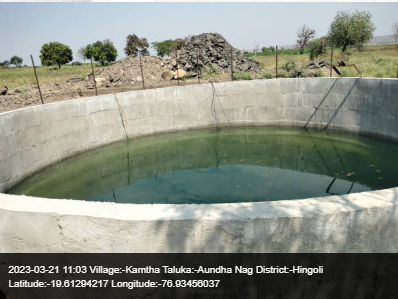 2023-03-21 11:03 Village:-Kamtha Taluka:-Aundha Nag District:-Hingoli
Latitude:-19.61294217 Longitude:-76.93456037